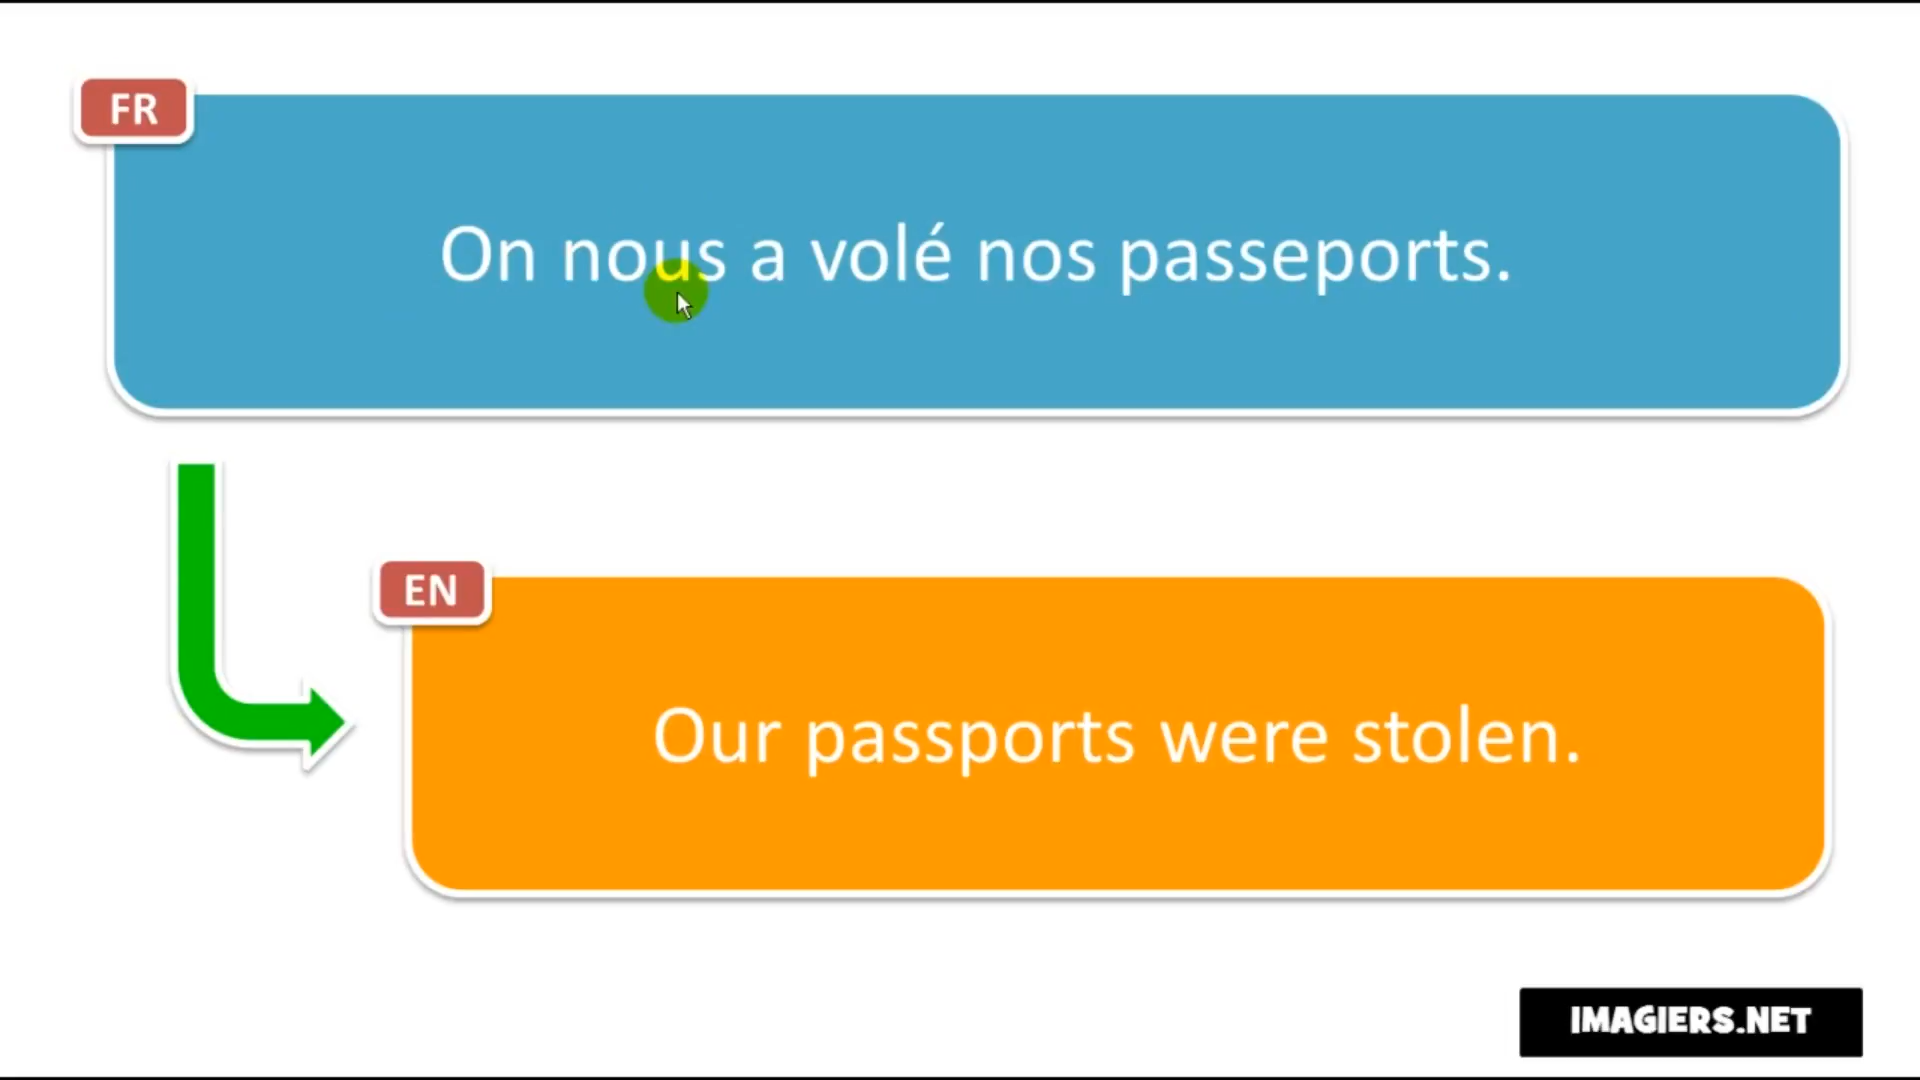 FR
On nous a volé nos passeports.
EN
Our passports were stolen.
IMAGIERS.NET